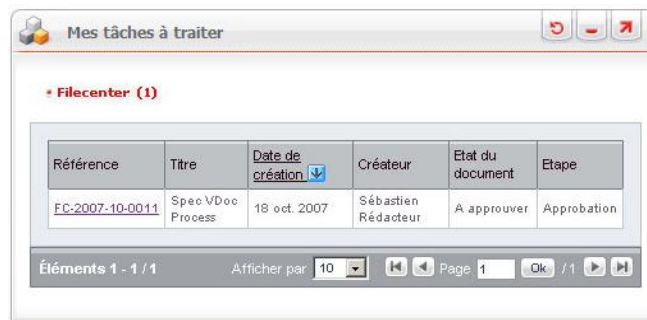 Mes tâches à traiter
Filecenter (1)
Référence Titre Date de création Créateur Etat du document Etape
FC-2007-10-0011 Spec VDoc Process 18 oct. 2007 Sébastien Rédacteur A approuver Approbation
Éléments 1 - 1 / 1 Afficher par 10 Page 1 Ok / 1